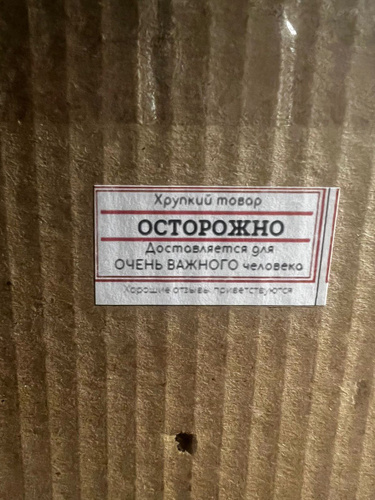 Хрупкий товар
ОСТОРОЖНО
Доставляется для
ОЧЕНЬ ВАЖНОГО человека
Хорошие отзывы приветствуются